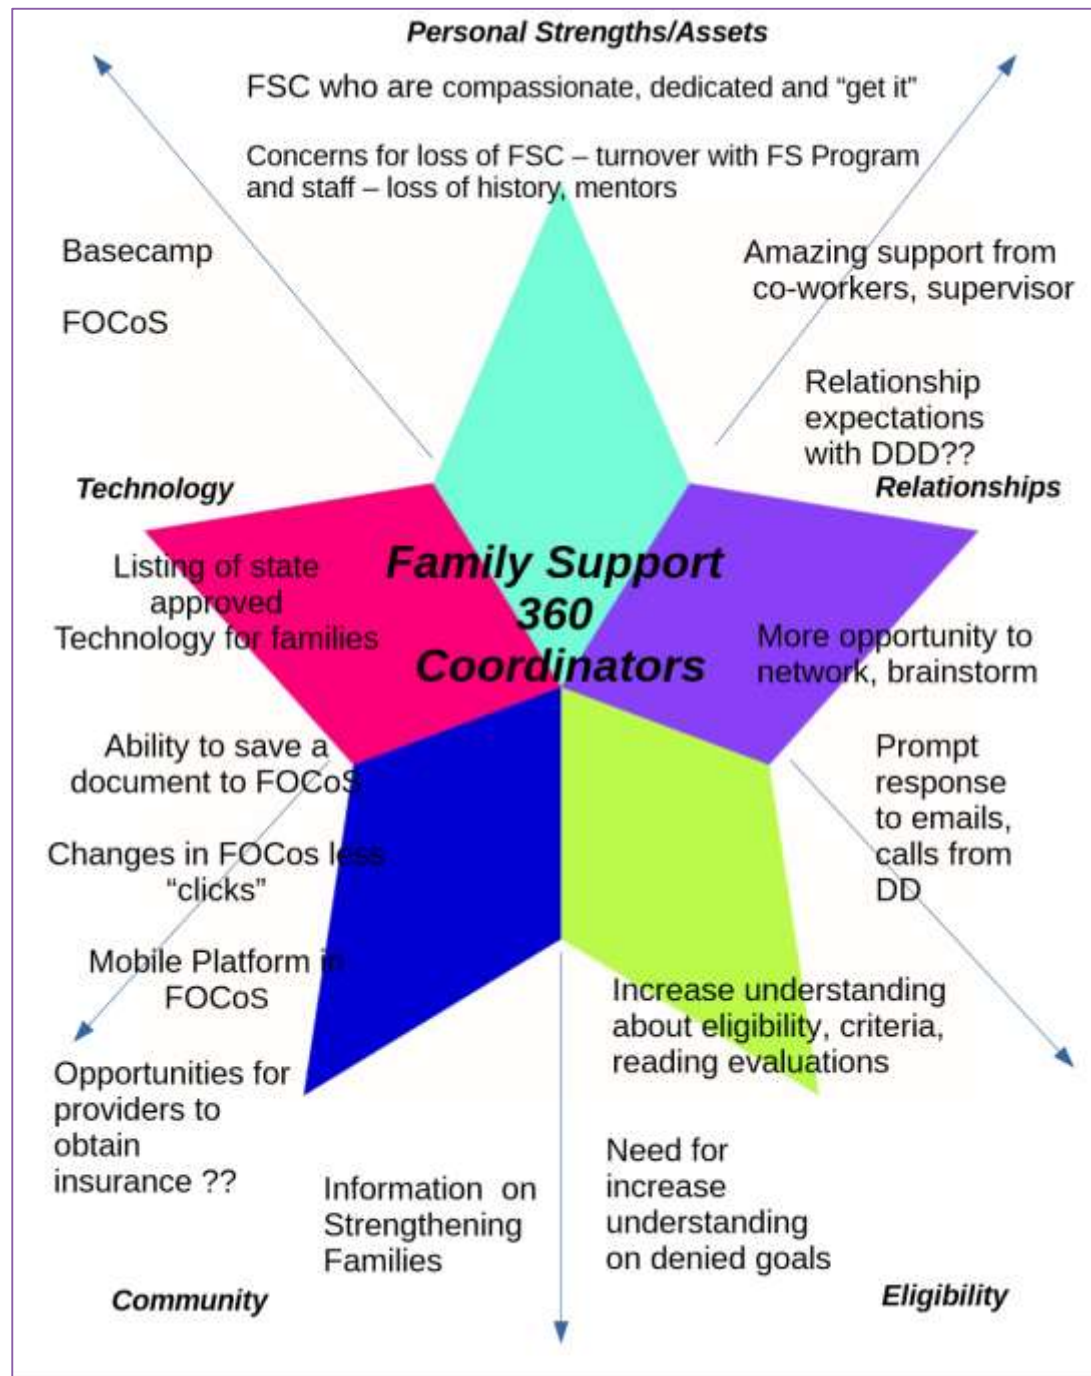 Personal Strengths/Assets
FSC who are compassionate, dedicated and “get it”
Concerns for loss of FSC – turnover with FS Program
and staff – loss of history, mentors
Basecamp
FOCoS
Amazing support from
co-workers, supervisor
Relationship
expectations
with DDD??
Technology
Relationships
Family Support
360
Coordinators
Listing of state
approved
Technology for families
More opportunity to
network, brainstorm
Ability to save a
document to FOCoS
Prompt
response
to emails,
calls from
DD
Changes in FOCos less
“clicks”
Mobile Platform in
FOCoS
Increase understanding
about eligibility, criteria,
reading evaluations
Opportunities for
providers to
obtain
insurance ??
Information on
Strengthening
Families
Need for
increase
understanding
on denied goals
Community
Eligibility